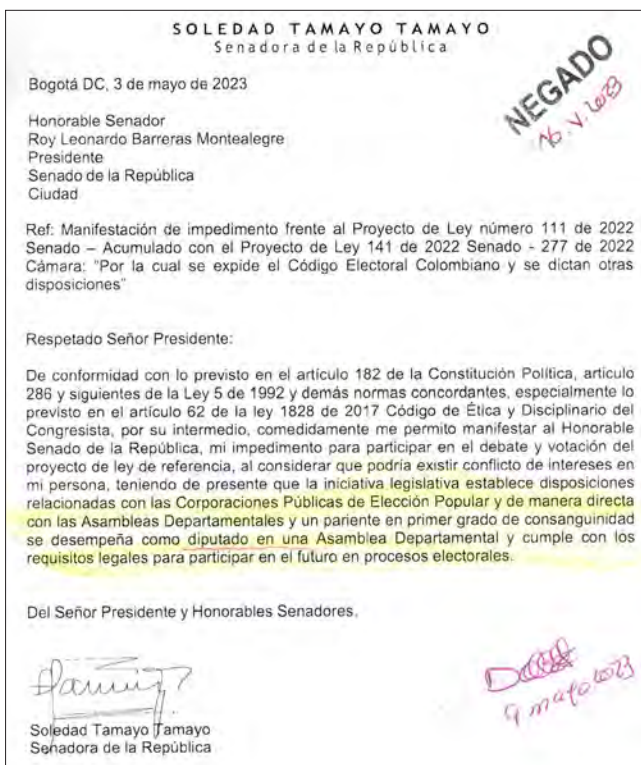 SOLEDAD TAMAYO TAMAYO
Senadora de la República
NEGADO
V. 2023
Bogotá DC, 3 de mayo de 2023
Honorable Senador
Roy Leonardo Barreras Montealegre
Presidente
Senado de la República
Ciudad
Ref: Manifestación de impedimento frente al Proyecto de Ley número 111 de 2022
Senado – Acumulado con el Proyecto de Ley 141 de 2022 Senado - 277 de 2022
Cámara: "Por la cual se expide el Código Electoral Colombiano y se dictan otras
disposiciones"
Respetado Señor Presidente:
De conformidad con lo previsto en el artículo 182 de la Constitución Política, artículo
286 y siguientes de la Ley 5 de 1992 y demás normas concordantes, especialmente lo
previsto en el artículo 62 de la ley 1828 de 2017 Código de Ética y Disciplinario del
Congresista, por su intermedio, comedidamente me permito manifestar al Honorable
Senado de la República, mi impedimento para participar en el debate y votación del
proyecto de ley de referencia, al considerar que podría existir conflicto de intereses en
mi persona, teniendo de presente que la iniciativa legislativa establece disposiciones
relacionadas con las Corporaciones Públicas de Elección Popular y de manera directa
con las Asambleas Departamentales y un pariente en primer grado de consanguinidad
se desempeña como diputado en una Asamblea Departamental y cumple con los
requisitos legales para participar en el futuro en procesos electorales.
Del Señor Presidente y Honorables Senadores,
Soledad Tamayo Tamayo
Senadora de la República
9 mayo 2023